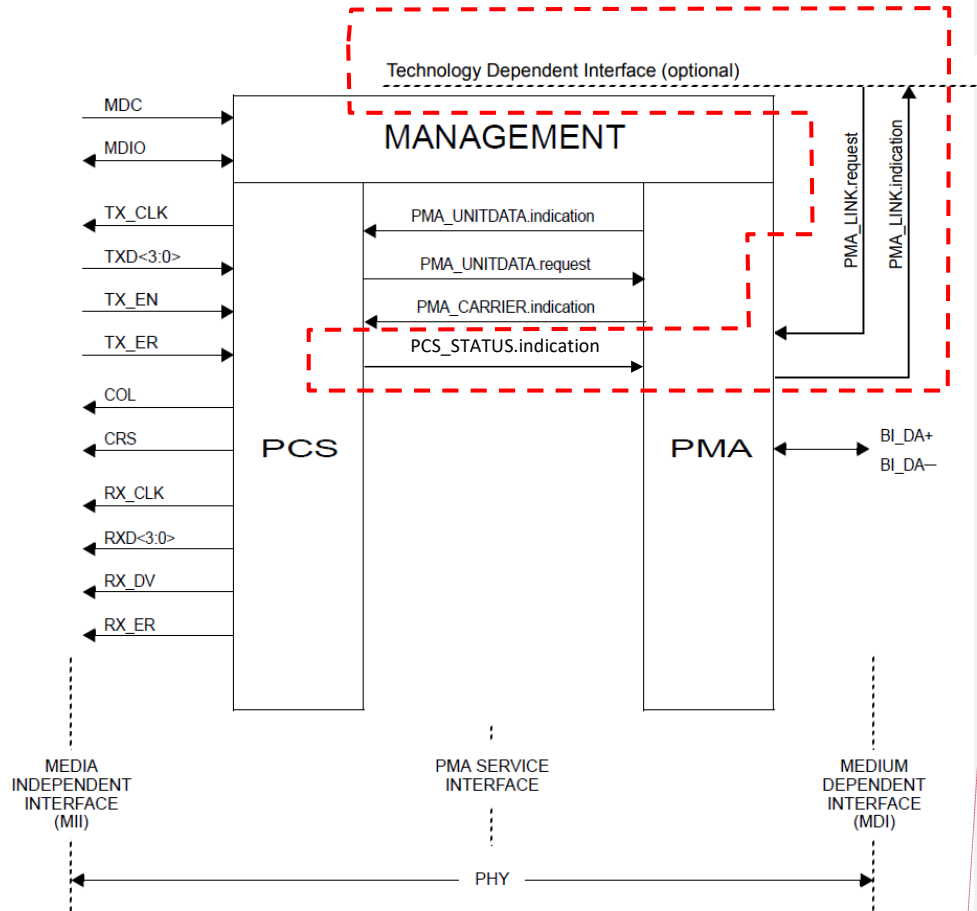 Technology Dependent Interface (optional)
MDC
MANAGEMENT
MDIO
PMA_LINK.request
PMA_LINK.indication
TX_CLK
PMA_UNITDATA.indication
TXD<3:0>
PMA_UNITDATA.request
TX_EN
PMA_CARRIER.indication
TX_ER
PCS_STATUS.indication
COL
CRS
PCS
PMA
BI_DA+
BI_DA—
RX_CLK
RXD<3:0>
RX_DV
RX_ER
MEDIA
INDEPENDENT
INTERFACE
(MII)
PMA SERVICE
INTERFACE
MEDIUM
DEPENDENT
INTERFACE
(MDI)
PHY